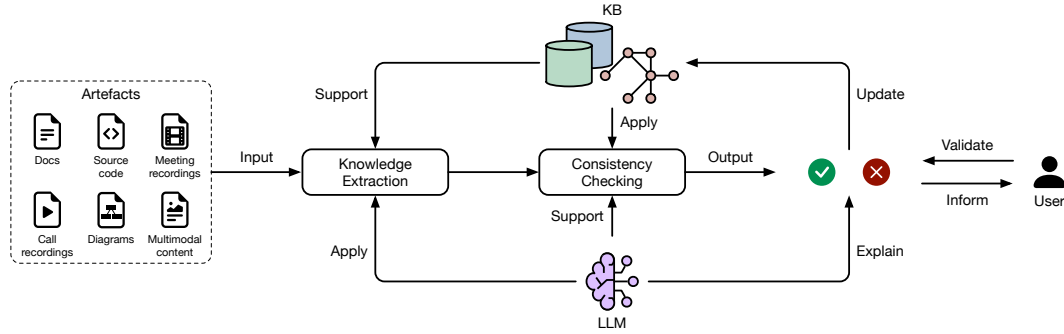 KB
Artefacts
Docs
Source
code
Meeting
recordings
Call
recordings
Diagrams
Multimodal
content
Input
Support
Knowledge
Extraction
Apply
Apply
Consistency
Checking
Support
LLM
Output
Update
Explain
Validate
Inform
User